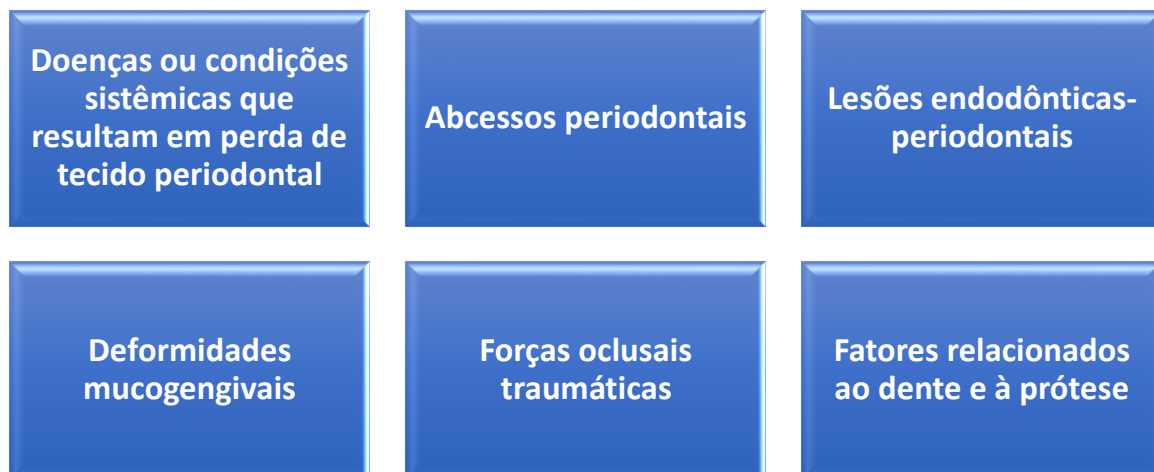 Doenças ou condições
sistêmicas que
resultam em perda de
tecido periodontal
Abcessos periodontais
Lesões endodônticas-
periodontais
Deformidades
mucogengivais
Forças oclusais
traumáticas
Fatores relacionados
ao dente e à prótese